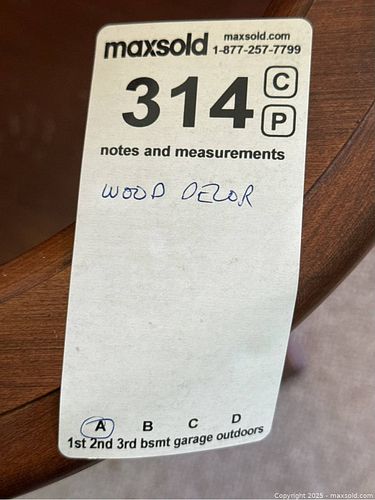 maxsold maxsold.com
1-877-257-7799
314 C
P
notes and measurements
WOOD DECOR
A B C D
1st 2nd 3rd bsmt garage outdoors
Copyright 2025 - maxsold.com